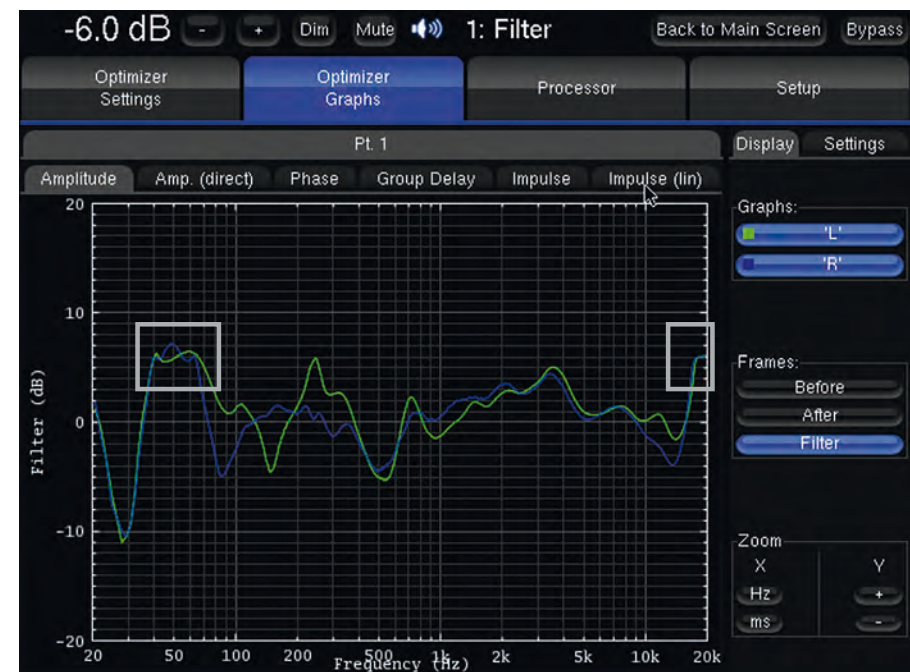 -6.0 dB - + Dim Mute 1: Filter Back to Main Screen Bypass
Optimizer Settings Optimizer Graphs Processor Setup
Pt. 1 Display Settings
Amplitude Amp. (direct) Phase Group Delay Impulse Impulse (lin)
Graphs:
'L'
'R'
Frames:
Before
After
Filter
Zoom
X Y
Hz +
ms -
Filter (dB)
20
10
0
-10
-20
20 50 100 200 500 1k 2k 5k 10k 20k
Frequency (Hz)